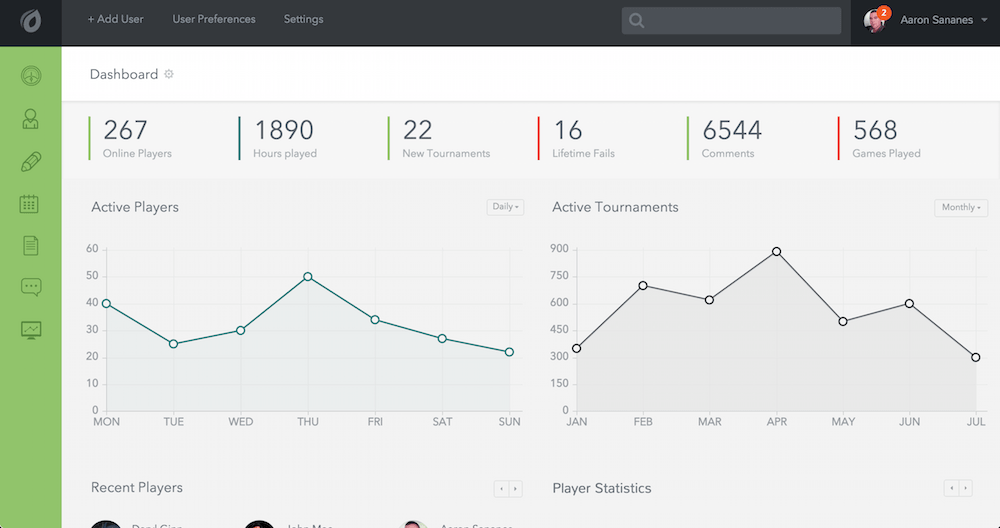 + Add User
User Preferences
Settings
2
Aaron Sananes
Dashboard
267
Online Players
1890
Hours played
22
New Tournaments
16
Lifetime Fails
6544
Comments
568
Games Played
Active Players
Daily
60
50
40
30
20
10
0
MON TUE WED THU FRI SAT SUN
Active Tournaments
Monthly
900
750
600
450
300
150
0
JAN FEB MAR APR MAY JUN JUL
Recent Players
Player Statistics
Aaron Sananes